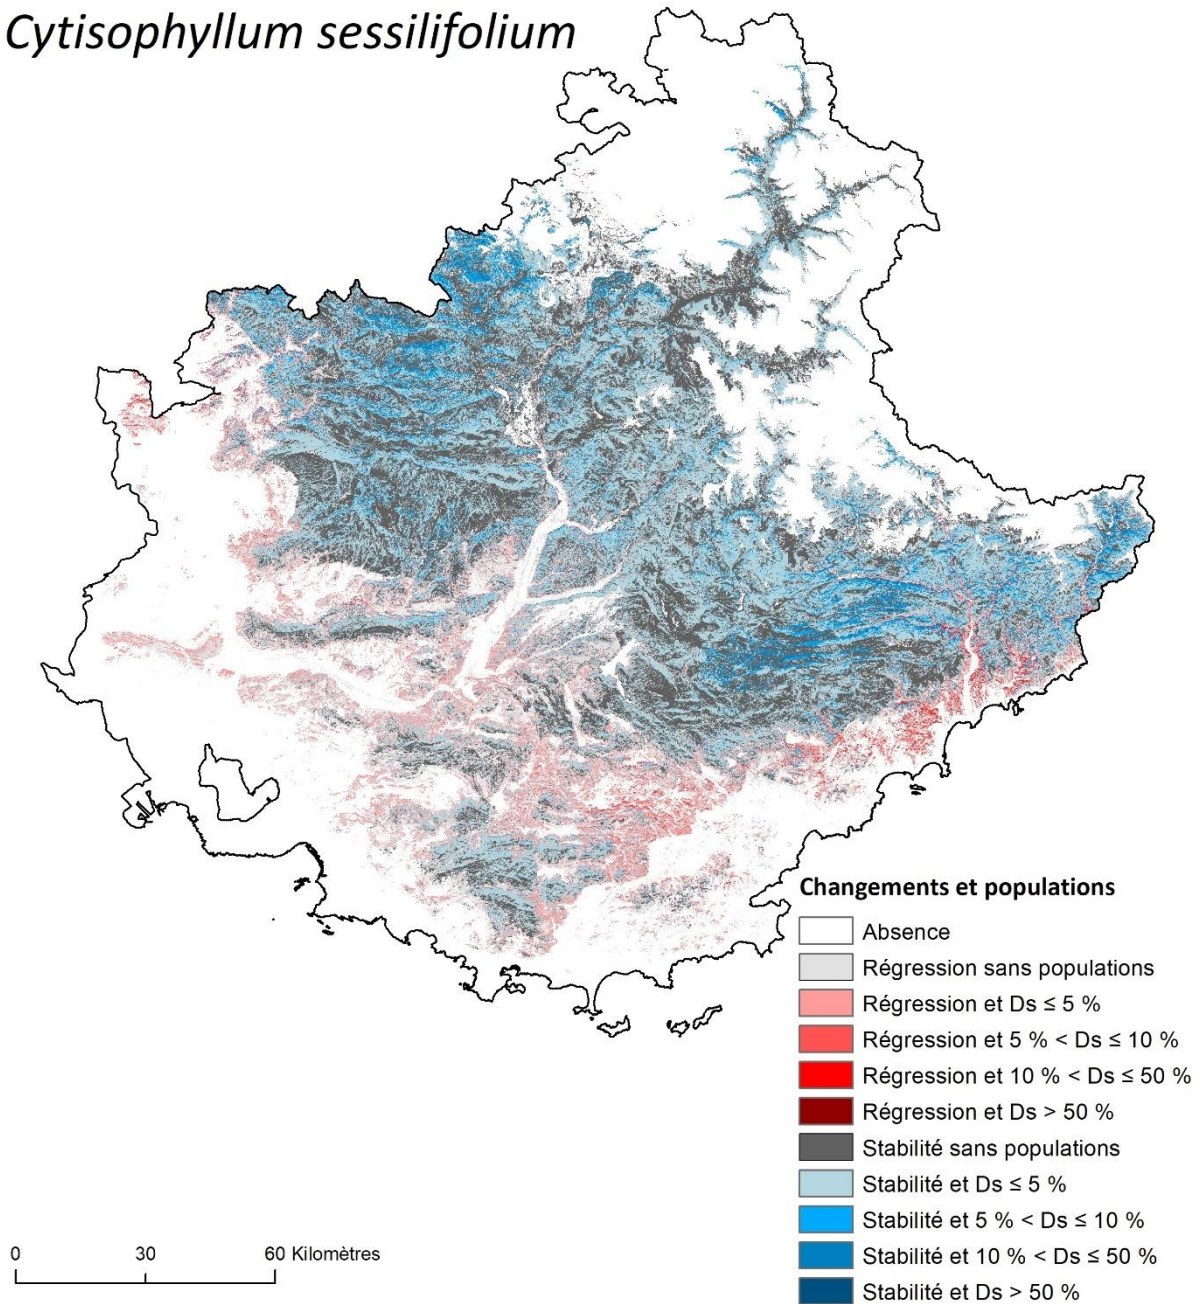 Cytisophyllum sessilifolium
Changements et populations
Absence
Régression sans populations
Régression et Ds ≤ 5 %
Régression et 5 % < Ds ≤ 10 %
Régression et 10 % < Ds ≤ 50 %
Régression et Ds > 50 %
Stabilité sans populations
Stabilité et Ds ≤ 5 %
Stabilité et 5 % < Ds ≤ 10 %
Stabilité et 10 % < Ds ≤ 50 %
Stabilité et Ds > 50 %
0 30 60 Kilomètres